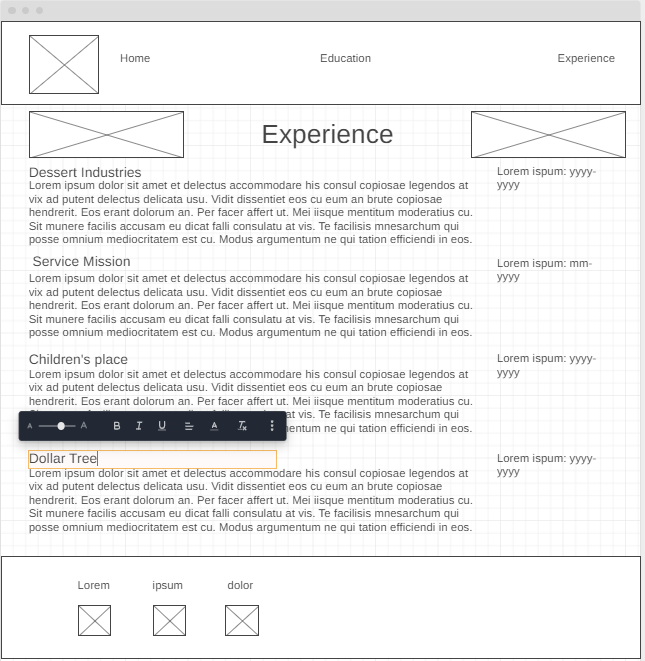 Home Education Experience
Experience
Dessert Industries
Lorem ipsum dolor sit amet et delectus accommodare his consul copiosae legendos at
vix ad putent delectus delicata usu. Vidit dissentiet eos cu eum an brute copiosae
hendrerit. Eos erant dolorum an. Per facer affert ut. Mei iisque mentitum moderatius cu.
Sit munere facilis accusam eu dicat falli consulatu at vis. Te facilisis mnesarchum qui
posse omnium mediocritatem est cu. Modus argumentum ne qui tation efficiendi in eos.
Lorem ispum: yyyy-
yyyy
Service Mission
Lorem ipsum dolor sit amet et delectus accommodare his consul copiosae legendos at
vix ad putent delectus delicata usu. Vidit dissentiet eos cu eum an brute copiosae
hendrerit. Eos erant dolorum an. Per facer affert ut. Mei iisque mentitum moderatius cu.
Sit munere facilis accusam eu dicat falli consulatu at vis. Te facilisis mnesarchum qui
posse omnium mediocritatem est cu. Modus argumentum ne qui tation efficiendi in eos.
Lorem ispum: mm-
yyyy
Children's place
Lorem ipsum dolor sit amet et delectus accommodare his consul copiosae legendos at
vix ad putent delectus delicata usu. Vidit dissentiet eos cu eum an brute copiosae
hendrerit. Eos erant dolorum an. Per facer affert ut. Mei iisque mentitum moderatius cu.
at vis. Te facilisis mnesarchum qui
ne qui tation efficiendi in eos.
Lorem ispum: yyyy-
yyyy
A A B I U A
Dollar Tree
Lorem ipsum dolor sit amet et delectus accommodare his consul copiosae legendos at
vix ad putent delectus delicata usu. Vidit dissentiet eos cu eum an brute copiosae
hendrerit. Eos erant dolorum an. Per facer affert ut. Mei iisque mentitum moderatius cu.
Sit munere facilis accusam eu dicat falli consulatu at vis. Te facilisis mnesarchum qui
posse omnium mediocritatem est cu. Modus argumentum ne qui tation efficiendi in eos.
Lorem ispum: yyyy-
yyyy
Lorem ipsum dolor